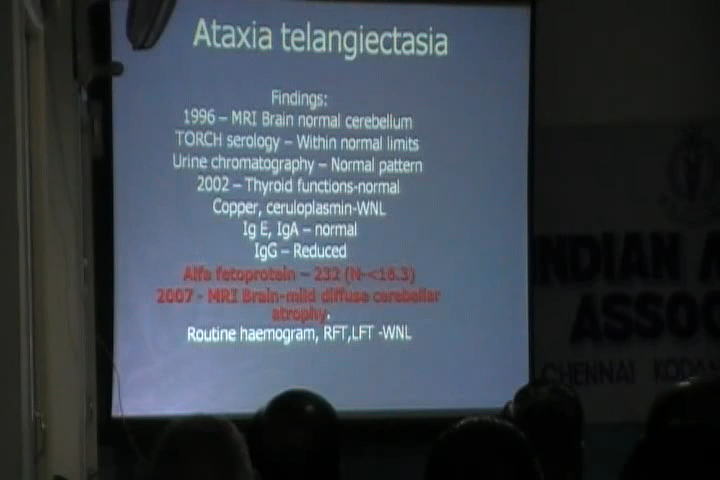 Ataxia telangiectasia
Findings:
1996 – MRI Brain normal cerebellum
TORCH serology – Within normal limits
Urine chromatography – Normal pattern
2002 – Thyroid functions-normal
Copper, ceruloplasmin-WNL
Ig E, IgA – normal
IgG – Reduced
Alfa fetoprotein – 232 (N-<16.3)
2007 - MRI Brain-mild diffuse cerebellar
atrophy.
Routine haemogram, RFT,LFT -WNL
INDIAN A
ASSOC
CHENNAI KODA